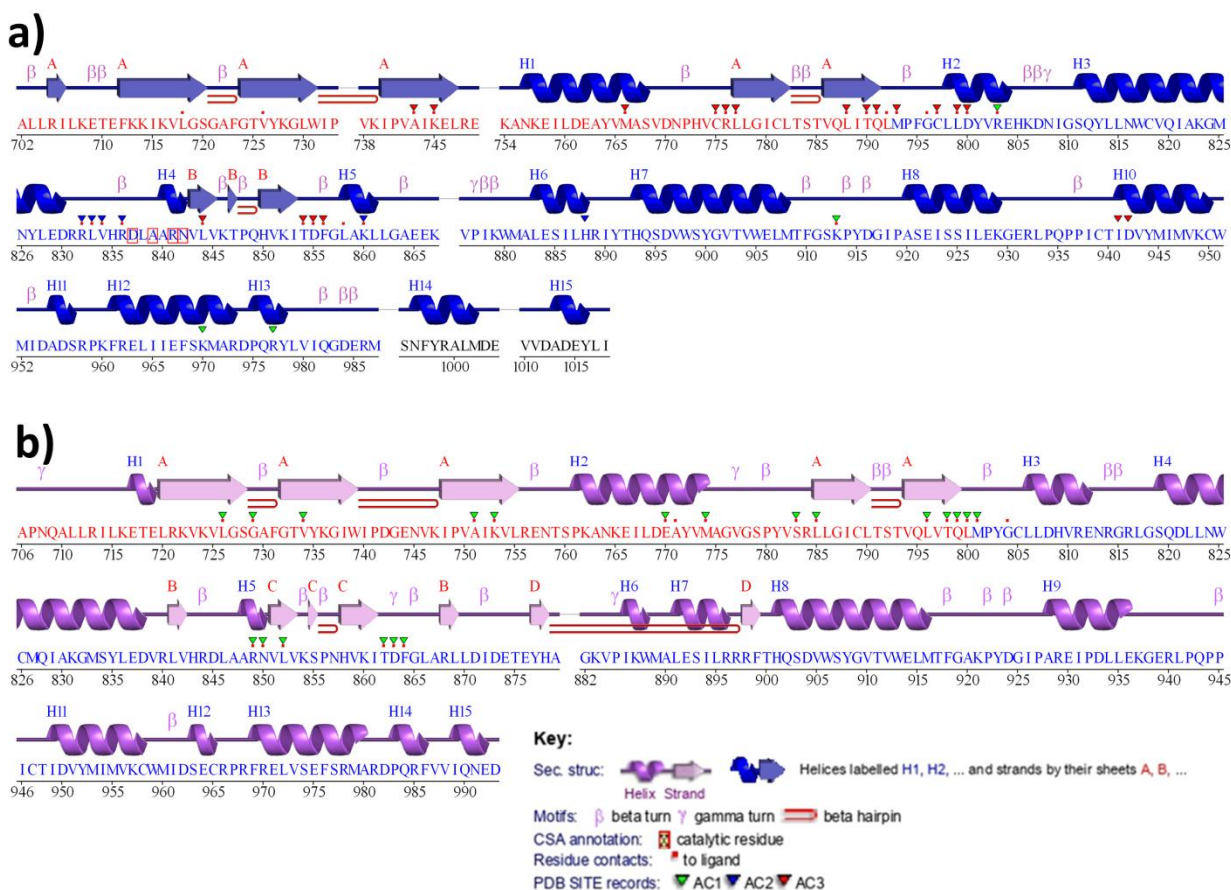 a)
β A ββ A β A A H1 β A ββ A β H2 ββγ H3
ALLRILKETEFKKIKVLGSGAFGTVYKGLWIP VKIPVAIKELRE KANKEILDEAYVMASVDNPHVCRLLGICLTSTVQLITQLMPFGCLLDYVREHKDNIGSQYLLNWCVQIAKGM
702 705 710 715 720 725 730 738 745 754 760 765 770 775 780 785 790 795 800 805 810 815 820 825
β H4 B β B β B β H5 β γββ H6 H7 β β β H8 β H10
NYLEDRRLVHRDLAARNVLVKTPQHVKITDFGLAKLLGAEEK VPIKWMALESILHRIYTHQSDVWSYGVTVWELMTFGSKPYDGIPASEISSILEKGERLPQPPICTIDVYMIMVKCW
826 830 835 840 845 850 855 860 865 880 885 890 895 900 905 910 915 920 925 930 935 940 945 950
β H11 H12 H13 β ββ H14 H15
MIDADSRPKFRELIIEFSKMARDPQRYLVIQGDERM SNFYRALMDE VVDADEYLI
952 960 965 970 975 980 985 1000 1010 1015
b)
γ H1 A β A β A β H2 γ β A ββ A β H3 ββ H4
APNQALLRILKETELRKVKVLGSGAFGTVYKGIWIPDGENVKIPVAIKVLRENTSPKANKEILDEAYVMAGVGSPYVSRLLGICLTSTVQLVTQLMPYGCLLDHVRENRGRLGSQDLLNW
706 710 715 720 725 730 735 740 745 750 755 760 765 770 775 780 785 790 795 800 805 810 815 820 825
B β H5 C β C β C γ β B β D β H6 H7 D H8 β β β H9 β
CMQIAKGMSYLEDVRLVHRDLAARNVLVKSPNHVKITDFGLARLLDIDETEYHA GKVPIKWMALESILRRRFTHQSDVWSYGVTVWELMTFGAKPYDGIPAREIPDLLEKGERLPQPP
826 830 835 840 845 850 855 860 865 870 875 882 890 895 900 905 910 915 920 925 930 935 940 945
H11 β H12 H13 H14 H15
ICTIDVYMIMVKCWMIDSECRPRFRELVSEFSRMARDPQRFVVIQNED
946 950 955 960 965 970 975 980 985 990
Key:
Sec. struc: Helices labelled H1, H2, ... and strands by their sheets A, B, ...
Helix Strand
Motifs: β beta turn γ gamma turn beta hairpin
CSA annotation: catalytic residue
Residue contacts: to ligand
PDB SITE records: AC1 AC2 AC3